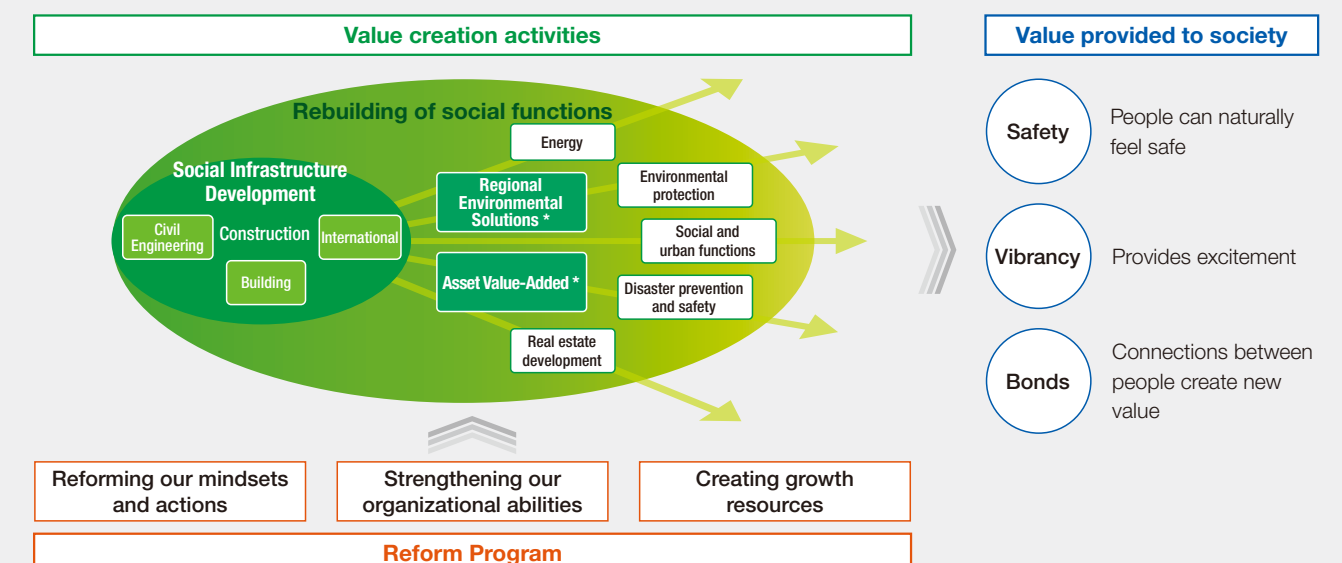 Value creation activities
Rebuilding of social functions
Social Infrastructure
Development
Civil
Engineering
Construction
International
Building
Energy
Regional
Environmental
Solutions *
Environmental
protection
Social and
urban functions
Asset Value-Added *
Disaster prevention
and safety
Real estate
development
Reforming our mindsets
and actions
Strengthening our
organizational abilities
Creating growth
resources
Reform Program
Value provided to society
Safety
People can naturally
feel safe
Vibrancy
Provides excitement
Bonds
Connections between
people create new
value